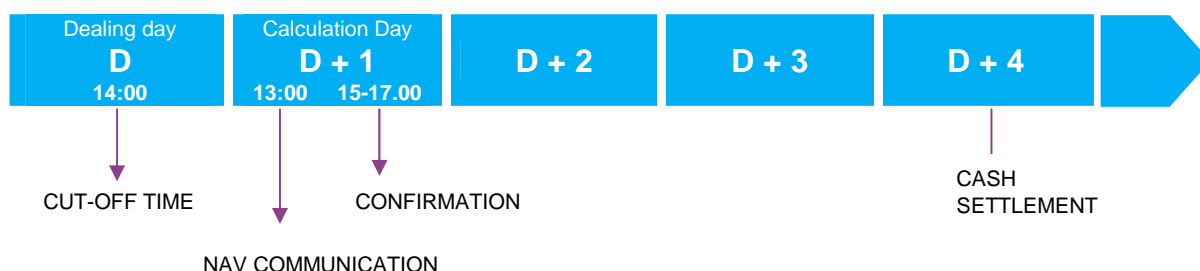 Dealing day
D
14:00
Calculation Day
D + 1
13:00 15-17.00
D + 2
D + 3
D + 4
CUT-OFF TIME
CONFIRMATION
CASH
SETTLEMENT
NAV COMMUNICATION